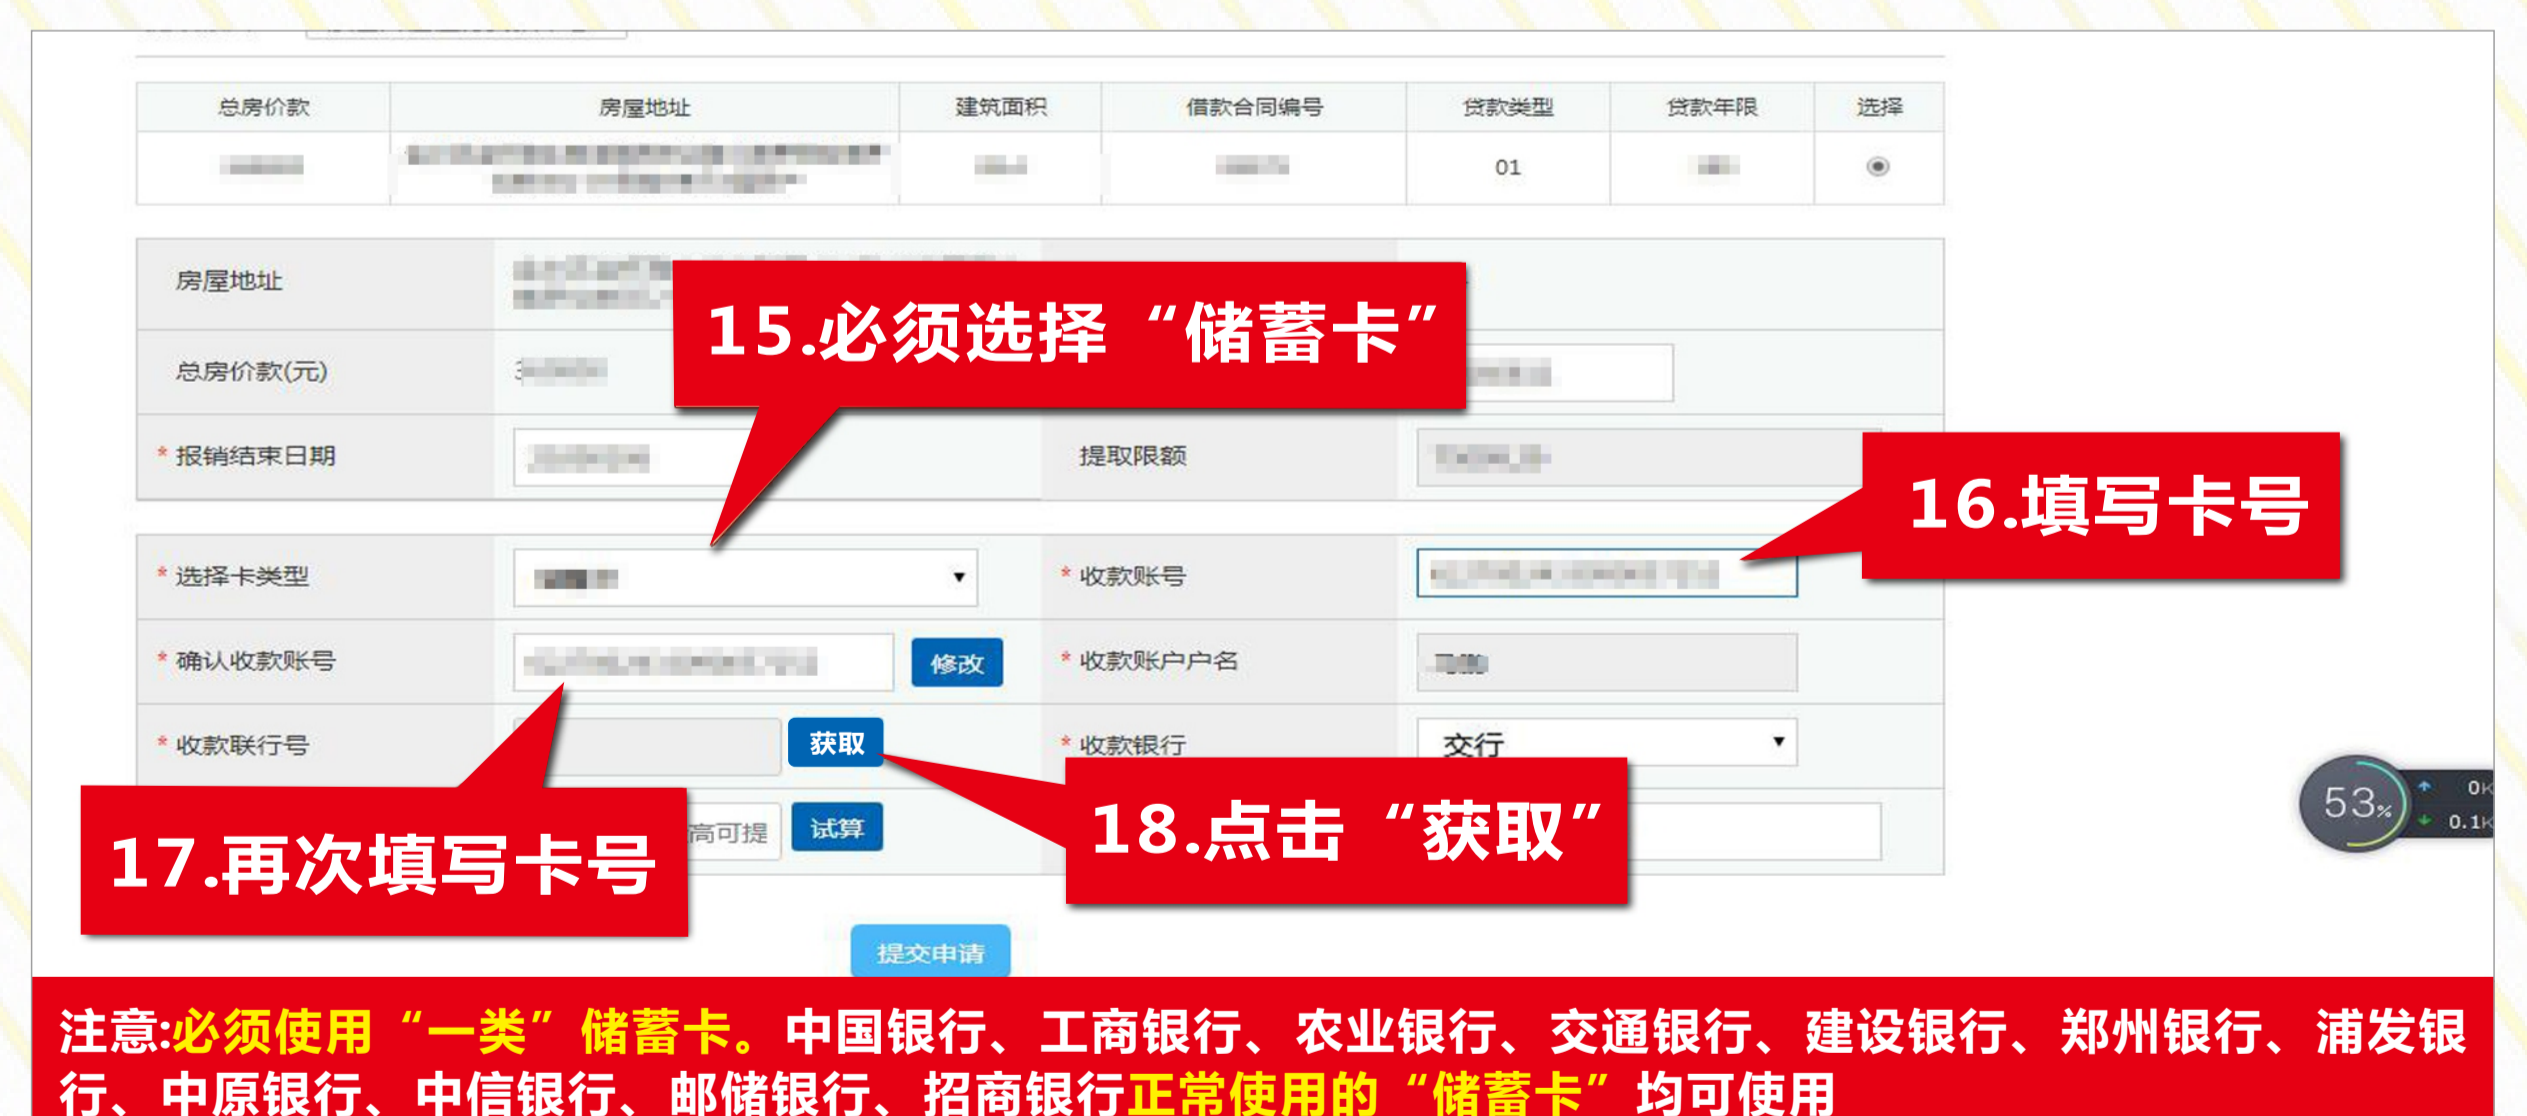 总房价款 房屋地址 建筑面积 借款合同编号 贷款类型 贷款年限 选择
01
房屋地址
15.必须选择“储蓄卡”
总房价款(元)
* 报销结束日期 提取限额
16.填写卡号
* 选择卡类型 * 收款账号
* 确认收款账号 修改 * 收款账户户名
* 收款联行号 获取 * 收款银行 交行
17.再次填写卡号 高可提 试算 18.点击“获取”
53% 0K
0.1K
提交申请
注意:必须使用“一类”储蓄卡。中国银行、工商银行、农业银行、交通银行、建设银行、郑州银行、浦发银
行、中原银行、中信银行、邮储银行、招商银行正常使用的“储蓄卡”均可使用